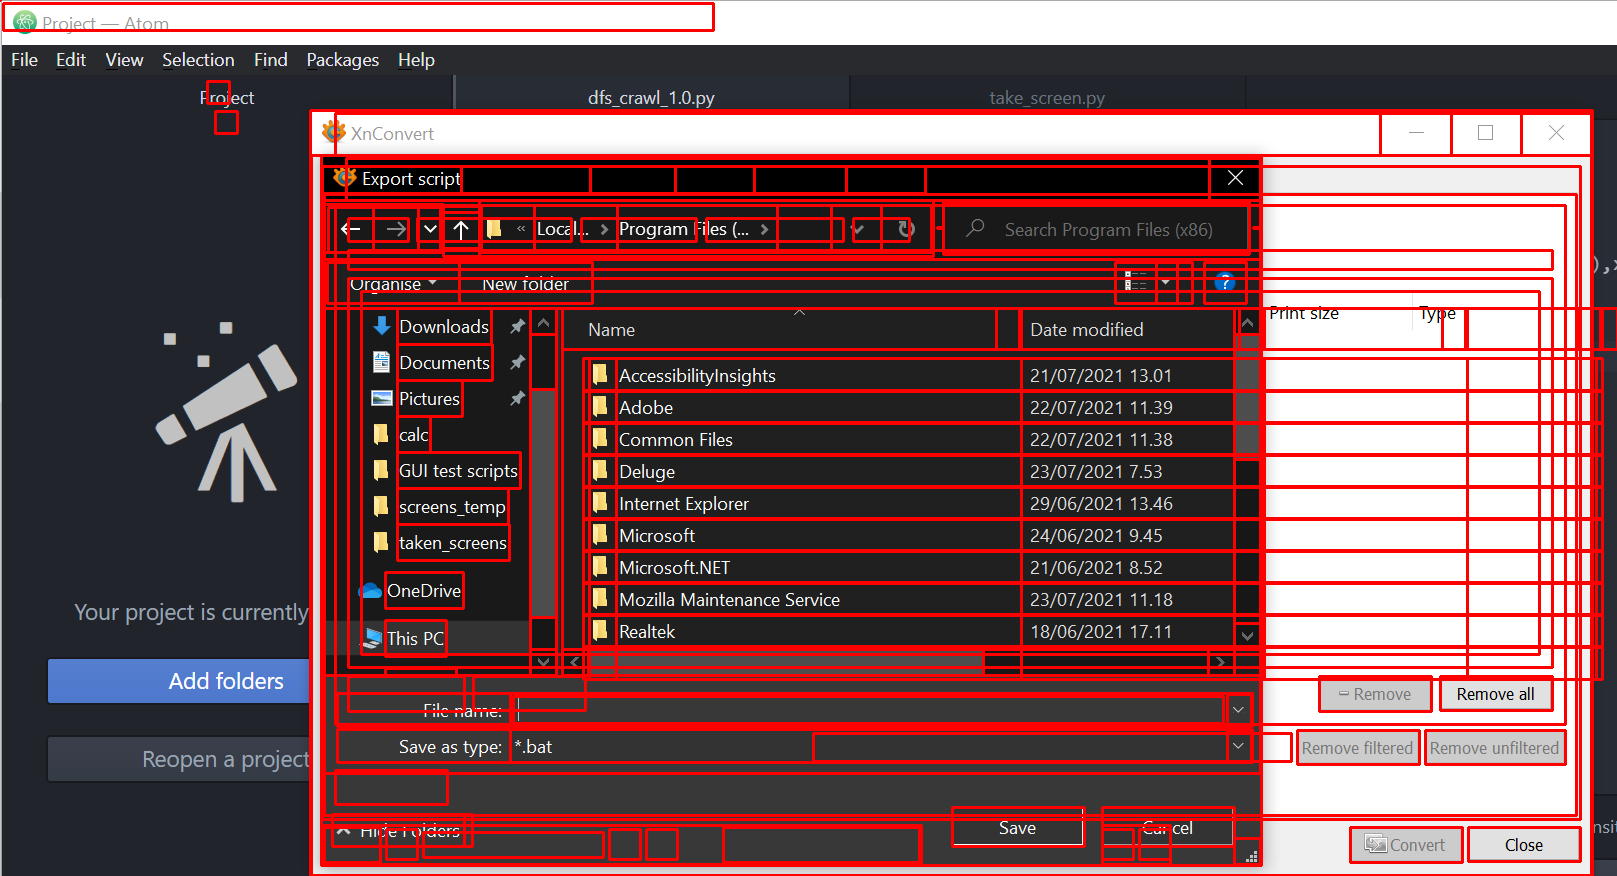 Project — Atom
File Edit View Selection Find Packages Help
Project
dfs_crawl_1.0.py
take_screen.py
XnConvert
Export script
« Local... > Program Files (... >
Search Program Files (x86)
),
Organise
New folder
Print size
Type
Name
Date modified
Downloads
Documents
Pictures
calc
GUI test scripts
screens_temp
taken_screens
OneDrive
This PC
AccessibilityInsights 21/07/2021 13.01
Adobe 22/07/2021 11.39
Common Files 22/07/2021 11.38
Deluge 23/07/2021 7.53
Internet Explorer 29/06/2021 13.46
Microsoft 24/06/2021 9.45
Microsoft.NET 21/06/2021 8.52
Mozilla Maintenance Service 23/07/2021 11.18
Realtek 18/06/2021 17.11
Your project is currently
Add folders
Reopen a project
File name:
Save as type: *.bat
Remove
Remove all
Remove filtered
Remove unfiltered
Hide Folders
Save
Cancel
Convert
Close
nsit